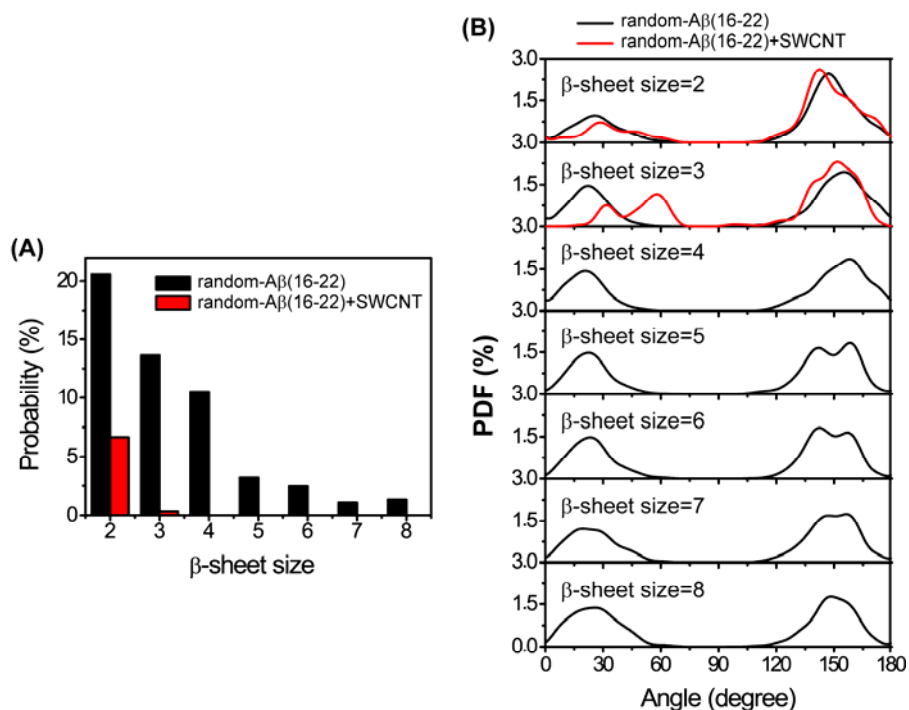 (A)
random-Aβ(16-22)
random-Aβ(16-22)+SWCNT
Probability (%)
20
15
10
5
0
2 3 4 5 6 7 8
β-sheet size
(B)
random-Aβ(16-22)
random-Aβ(16-22)+SWCNT
PDF (%)
3.0
β-sheet size=2
1.5
3.0
β-sheet size=3
1.5
3.0
β-sheet size=4
1.5
3.0
β-sheet size=5
1.5
3.0
β-sheet size=6
1.5
3.0
β-sheet size=7
1.5
3.0
β-sheet size=8
1.5
0.0
0 30 60 90 120 150 180
Angle (degree)